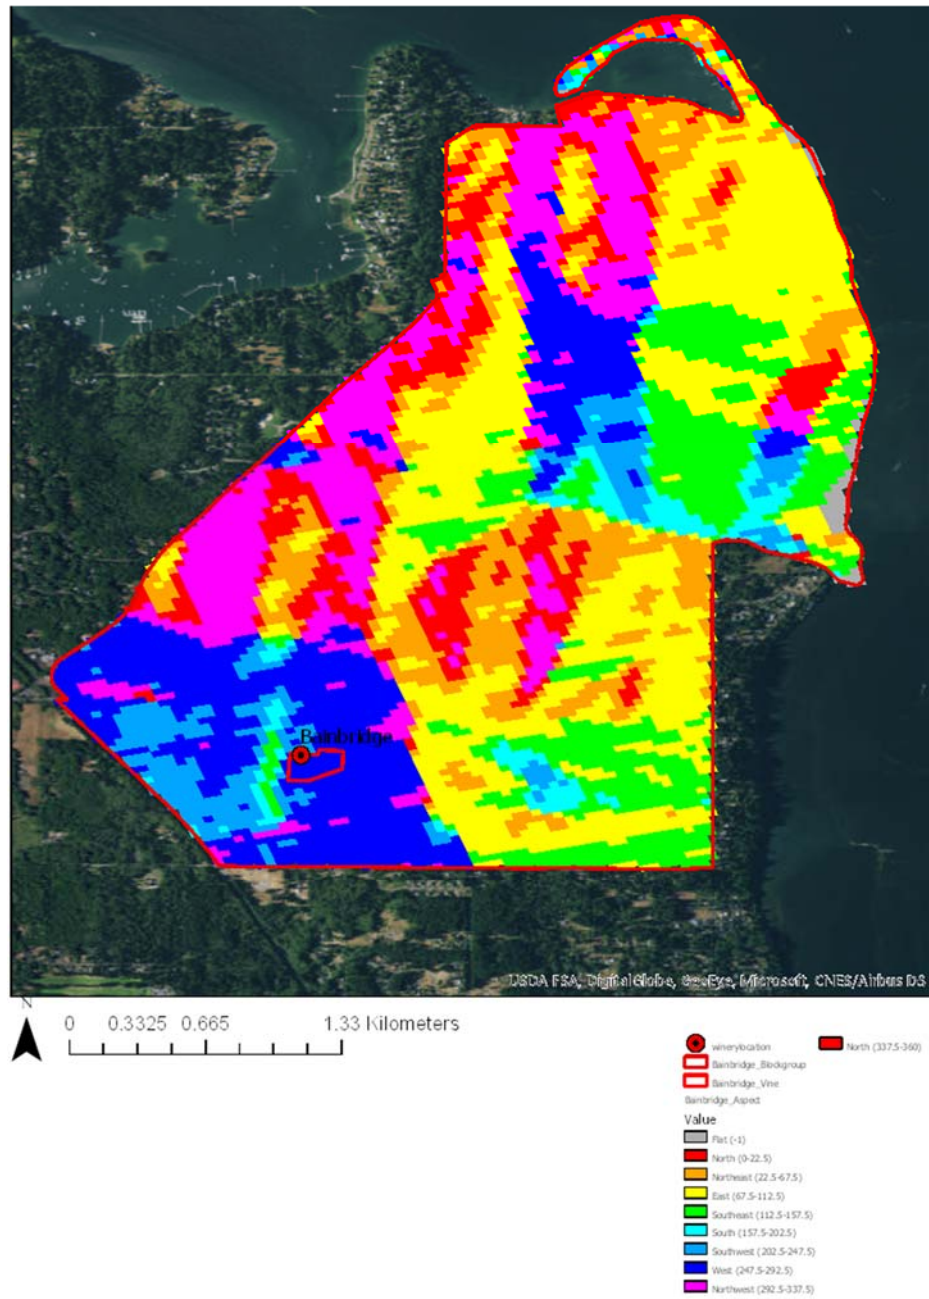 Bainbridge
USDA FSA, DigitalGlobe, GeoEye, Microsoft, CNES/Airbus DS
N
0 0.3325 0.665 1.33 Kilometers
winerylocation
North (337.5-360)
Bainbridge_Blockgroup
Bainbridge_Vine
Bainbridge_Aspect
Value
Flat (-1)
North (0-22.5)
Northeast (22.5-67.5)
East (67.5-112.5)
Southeast (112.5-157.5)
South (157.5-202.5)
Southwest (202.5-247.5)
West (247.5-292.5)
Northwest (292.5-337.5)